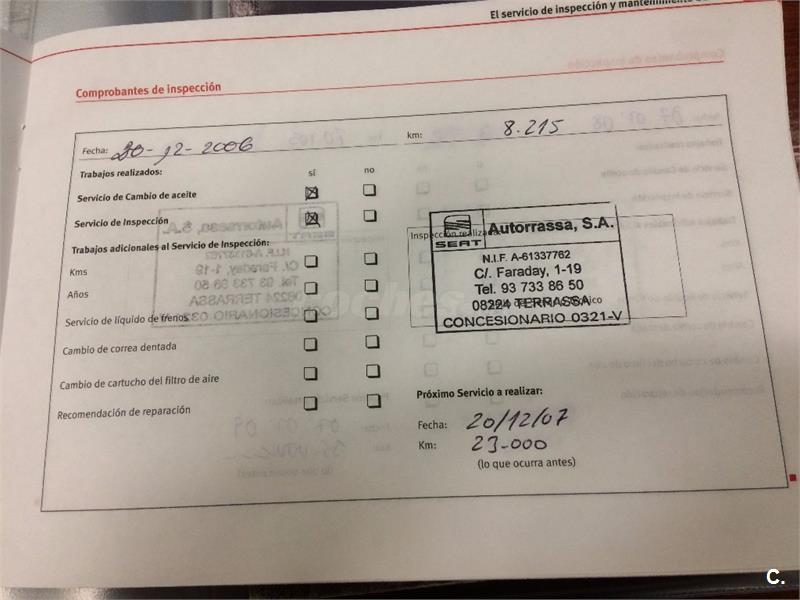 El servicio de inspección y mantenimiento
Comprobantes de inspección
Fecha: 20-12-2006
km: 8.215
Trabajos realizados:
sí no
Servicio de Cambio de aceite
Servicio de Inspección
Trabajos adicionales al Servicio de Inspección:
Kms
Años
Servicio de líquido de frenos
Cambio de correa dentada
Cambio de cartucho del filtro de aire
Recomendación de reparación
Inspección realizada
SEAT
Autorrassa, S.A.
N.I.F. A-61337762
C/. Faraday, 1-19
Tel. 93 733 86 50
08224 TERRASSA
CONCESIONARIO 0321-V
Próximo Servicio a realizar:
Fecha: 20/12/07
Km: 23-000
(lo que ocurra antes)
C.